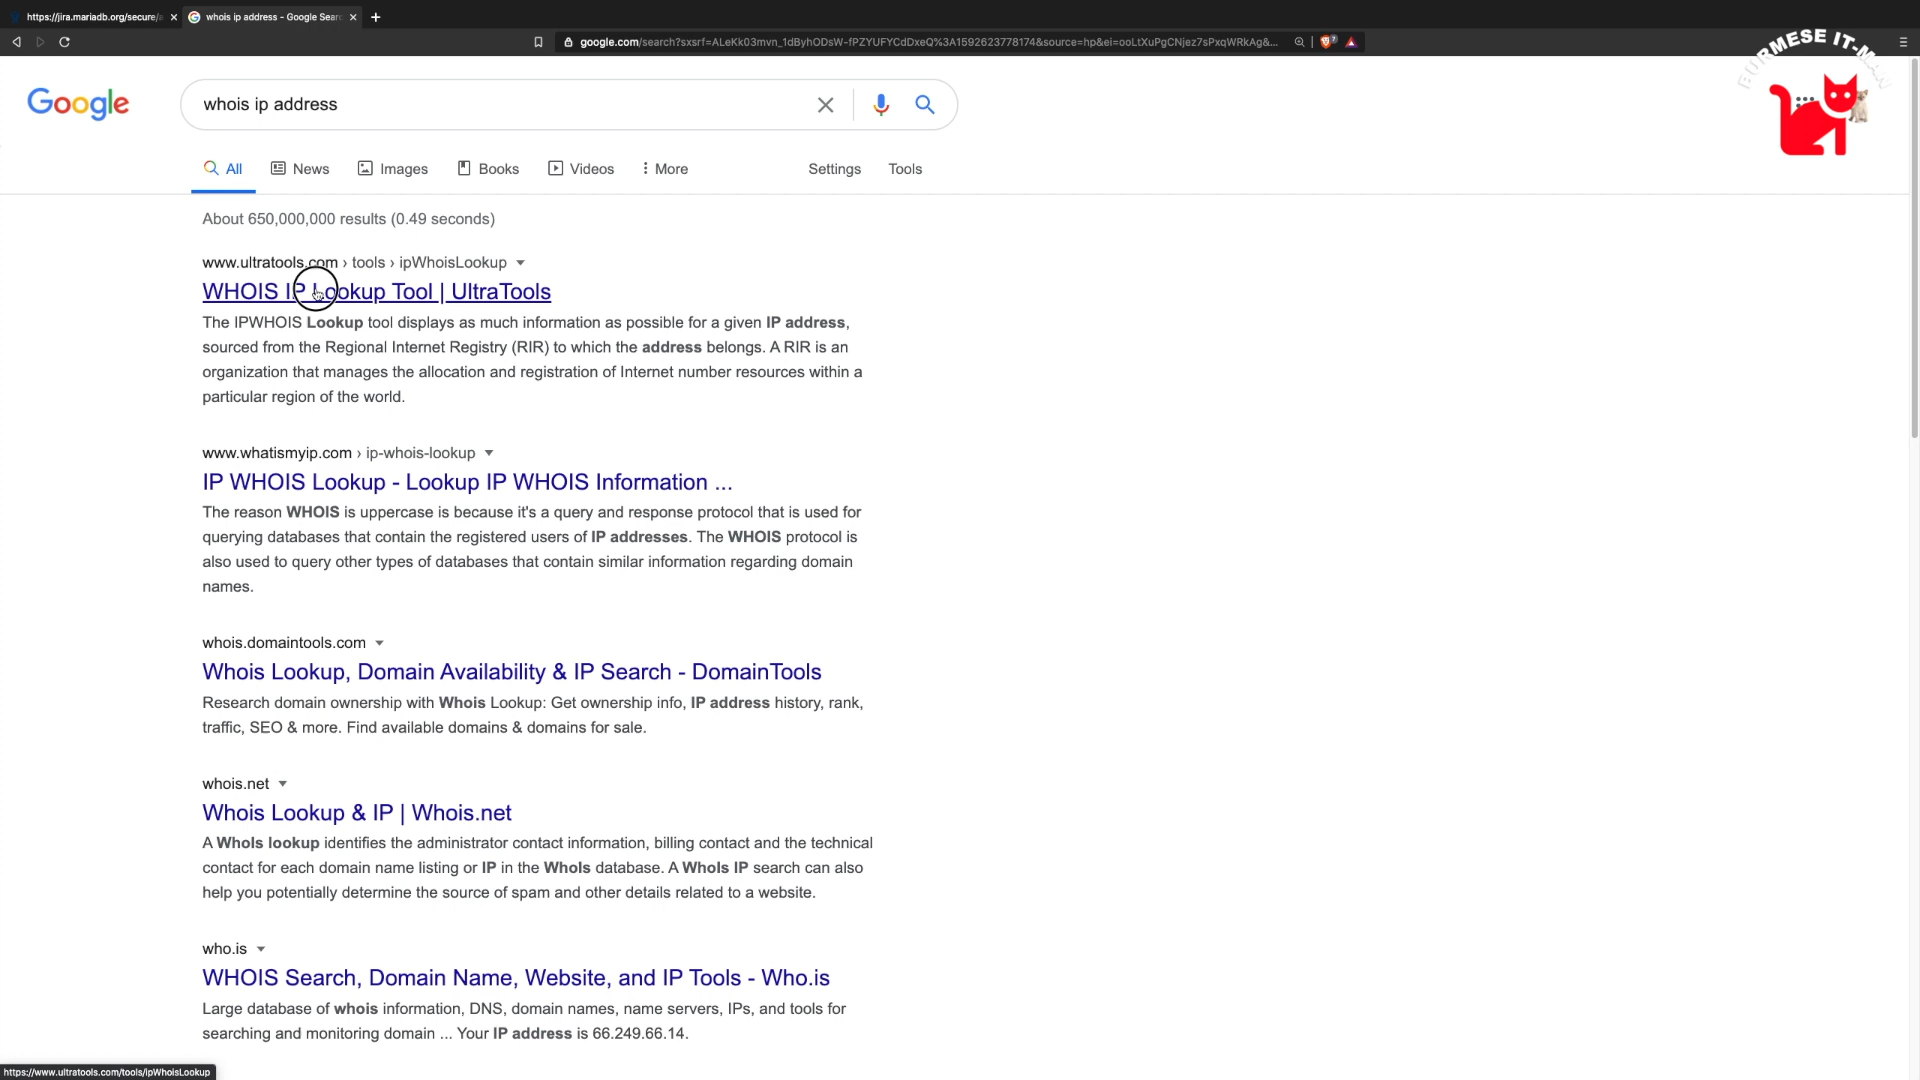 https://jira.mariadb.org/secure/a
whois ip address - Google Searc
google.com/search?sxsrf=ALeKk03mvn_1dByhODsW-fPZYUFYCdDxeQ%3A1592623778174&source=hp&ei=ooLtXuPgCNjez7sPxqWRkAg&...
BURMESE IT-MAN
Google
whois ip address
All
News
Images
Books
Videos
More
Settings
Tools
About 650,000,000 results (0.49 seconds)
www.ultratools.com › tools › ipWhoisLookup
WHOIS IP Lookup Tool | UltraTools
The IPWHOIS Lookup tool displays as much information as possible for a given IP address,
sourced from the Regional Internet Registry (RIR) to which the address belongs. A RIR is an
organization that manages the allocation and registration of Internet number resources within a
particular region of the world.
www.whatismyip.com › ip-whois-lookup
IP WHOIS Lookup - Lookup IP WHOIS Information ...
The reason WHOIS is uppercase is because it's a query and response protocol that is used for
querying databases that contain the registered users of IP addresses. The WHOIS protocol is
also used to query other types of databases that contain similar information regarding domain
names.
whois.domaintools.com
Whois Lookup, Domain Availability & IP Search - DomainTools
Research domain ownership with Whois Lookup: Get ownership info, IP address history, rank,
traffic, SEO & more. Find available domains & domains for sale.
whois.net
Whois Lookup & IP | Whois.net
A WhoIs lookup identifies the administrator contact information, billing contact and the technical
contact for each domain name listing or IP in the WhoIs database. A WhoIs IP search can also
help you potentially determine the source of spam and other details related to a website.
who.is
WHOIS Search, Domain Name, Website, and IP Tools - Who.is
Large database of whois information, DNS, domain names, name servers, IPs, and tools for
searching and monitoring domain ... Your IP address is 66.249.66.14.
https://www.ultratools.com/tools/ipWhoisLookup